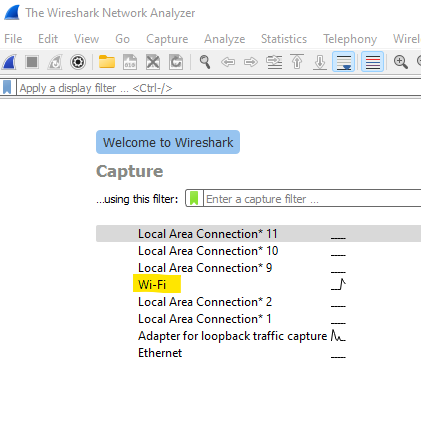 The Wireshark Network Analyzer
File Edit View Go Capture Analyze Statistics Telephony Wirel
Apply a display filter ... <Ctrl-/>
Welcome to Wireshark
Capture
...using this filter: Enter a capture filter ...
Local Area Connection* 11
Local Area Connection* 10
Local Area Connection* 9
Wi-Fi
Local Area Connection* 2
Local Area Connection* 1
Adapter for loopback traffic capture
Ethernet